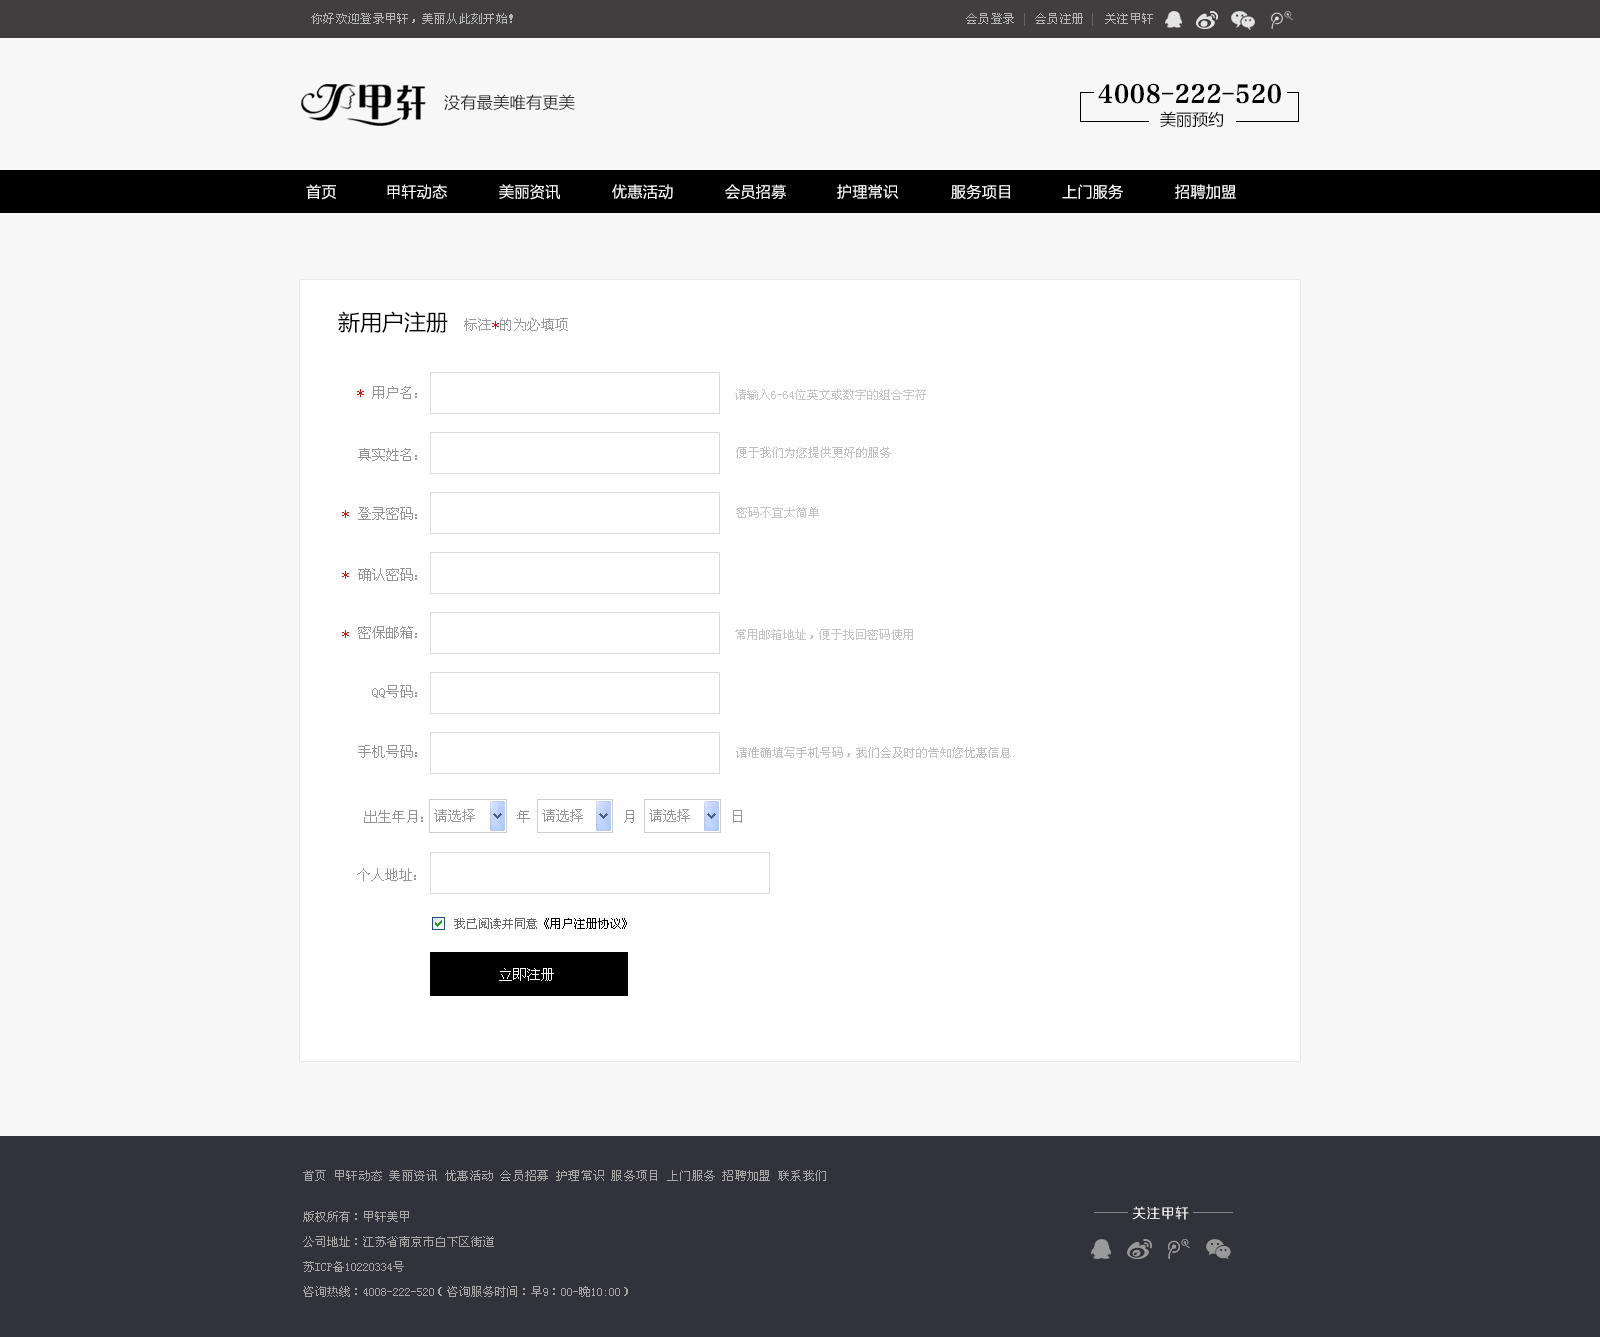 你好欢迎登录甲轩，美丽从此刻开始！
会员登录 | 会员注册 | 关注甲轩
甲轩 没有最美唯有更美
4008-222-520
美丽预约
首页 甲轩动态 美丽资讯 优惠活动 会员招募 护理常识 服务项目 上门服务 招聘加盟
新用户注册 标注*的为必填项
* 用户名： 请输入6-64位英文或数字的组合字符
真实姓名： 便于我们为您提供更好的服务
* 登录密码： 密码不宜太简单
* 确认密码：
* 密保邮箱： 常用邮箱地址，便于找回密码使用
QQ号码：
手机号码： 请准确填写手机号码，我们会及时的告知您优惠信息
出生年月： 请选择 年 请选择 月 请选择 日
个人地址：
我已阅读并同意《用户注册协议》
立即注册
首页 甲轩动态 美丽资讯 优惠活动 会员招募 护理常识 服务项目 上门服务 招聘加盟 联系我们
版权所有：甲轩美甲
公司地址：江苏省南京市白下区街道
苏ICP备10220334号
咨询热线：4008-222-520（咨询服务时间：早9：00-晚10:00）
关注甲轩